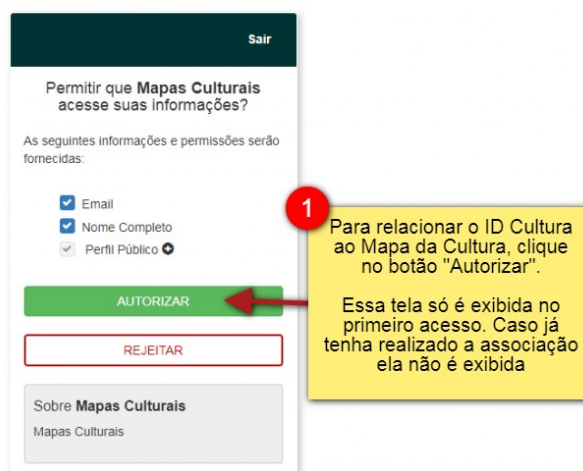 Sair
Permitir que Mapas Culturais
acesse suas informações?
As seguintes informações e permissões serão
fornecidas:
Email
Nome Completo
Perfil Público
AUTORIZAR
REJEITAR
Sobre Mapas Culturais
Mapas Culturais
1
Para relacionar o ID Cultura
ao Mapa da Cultura, clique
no botão "Autorizar".
Essa tela só é exibida no
primeiro acesso. Caso já
tenha realizado a associação
ela não é exibida